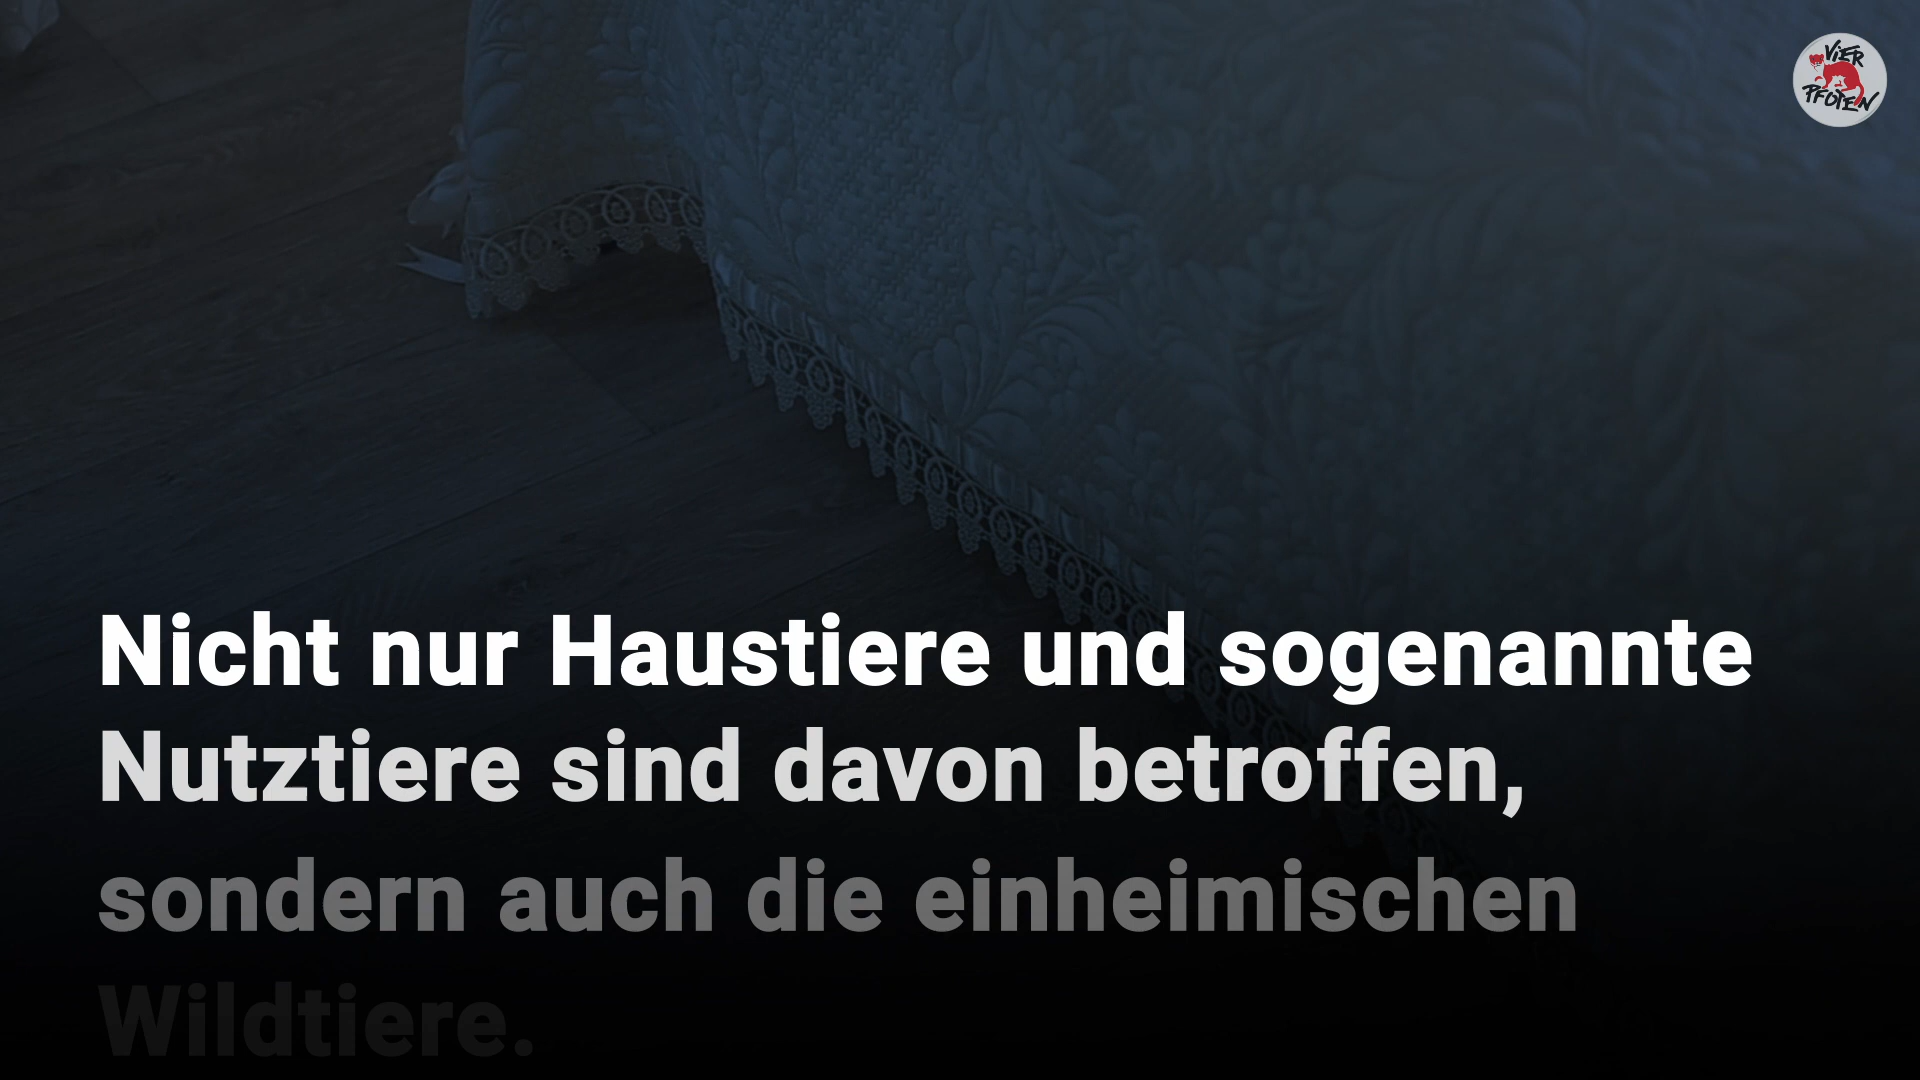 VIER
PFOTEN
Nicht nur Haustiere und sogenannte
Nutztiere sind davon betroffen,
sondern auch die einheimischen
Wildtiere.